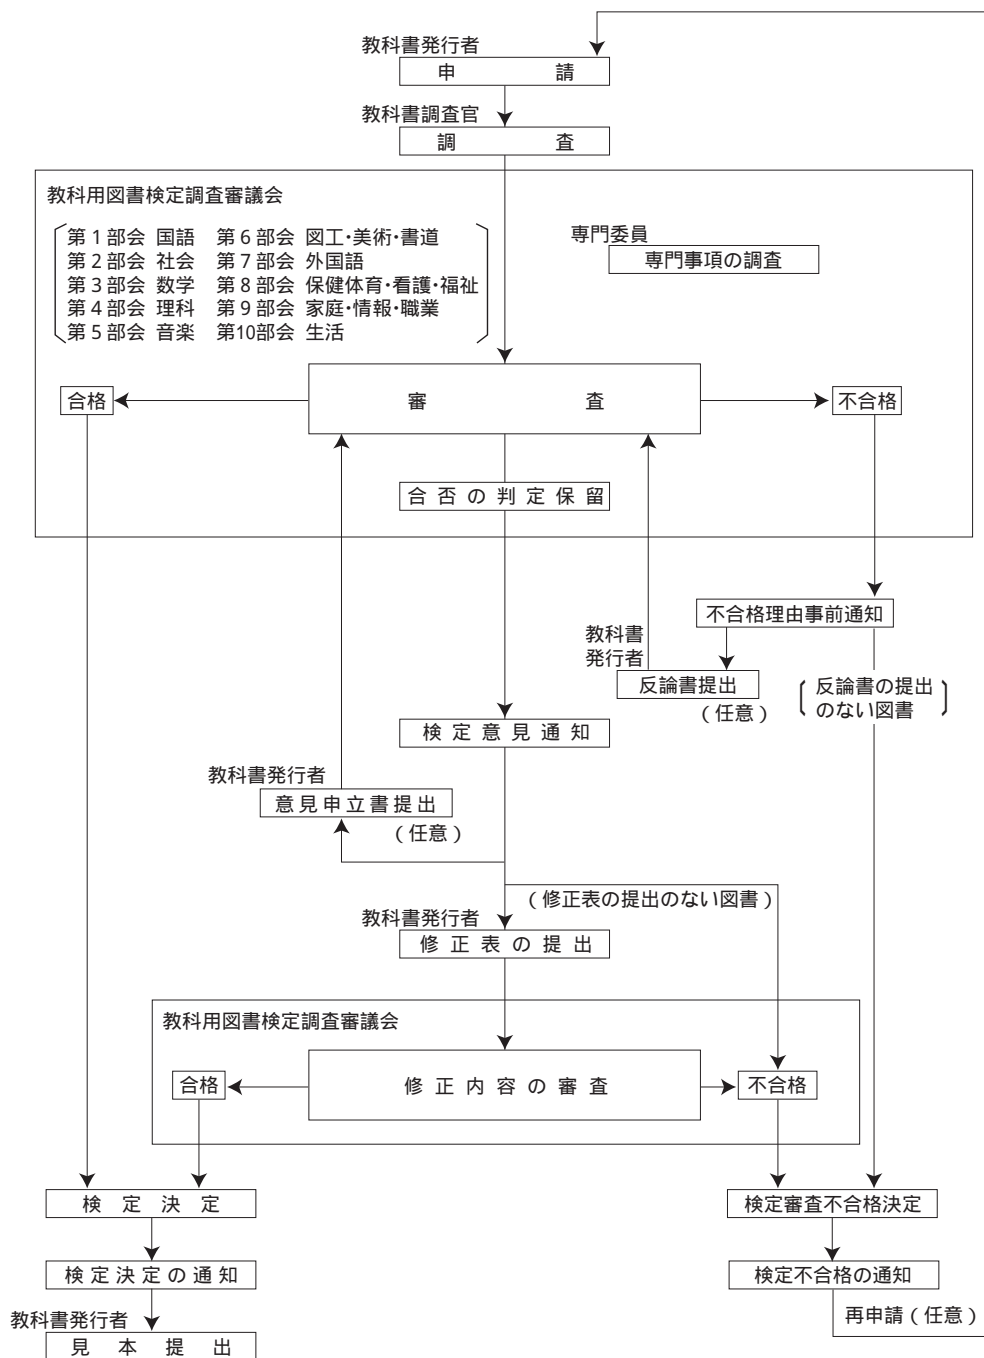 教科書発行者
申請
教科書調査官
調査
教科用図書検定調査審議会
第1部会 国語 第6部会 図工・美術・書道
第2部会 社会 第7部会 外国語
第3部会 数学 第8部会 保健体育・看護・福祉
第4部会 理科 第9部会 家庭・情報・職業
第5部会 音楽 第10部会 生活
専門委員
専門事項の調査
合格
審査
不合格
合否の判定保留
不合格理由事前通知
教科書
発行者
反論書提出
(任意)
反論書の提出
のない図書
検定意見通知
教科書発行者
意見申立書提出
(任意)
(修正表の提出のない図書)
教科書発行者
修正表の提出
教科用図書検定調査審議会
合格
修正内容の審査
不合格
検定決定
検定審査不合格決定
検定決定の通知
検定不合格の通知
教科書発行者
見本提出
再申請(任意)